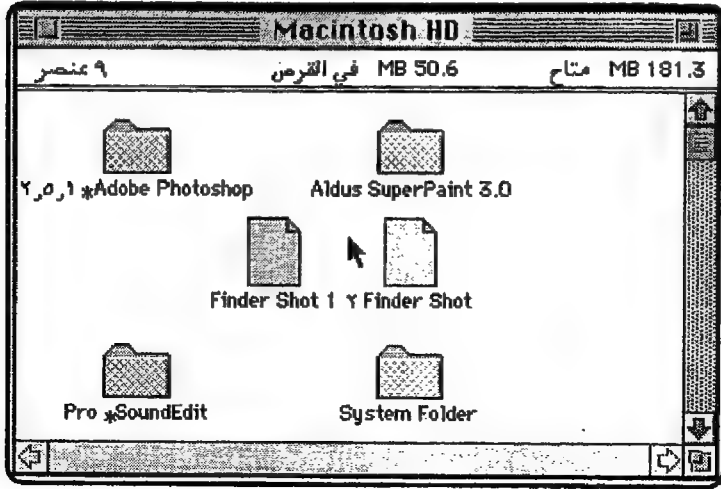 Macintosh HD
٩ عنصر
50.6 MB في القرص
181.3 MB متاح
٢,٥,١ *Adobe Photoshop
Aldus SuperPaint 3.0
Finder Shot 1
٢ Finder Shot
Pro *SoundEdit
System Folder